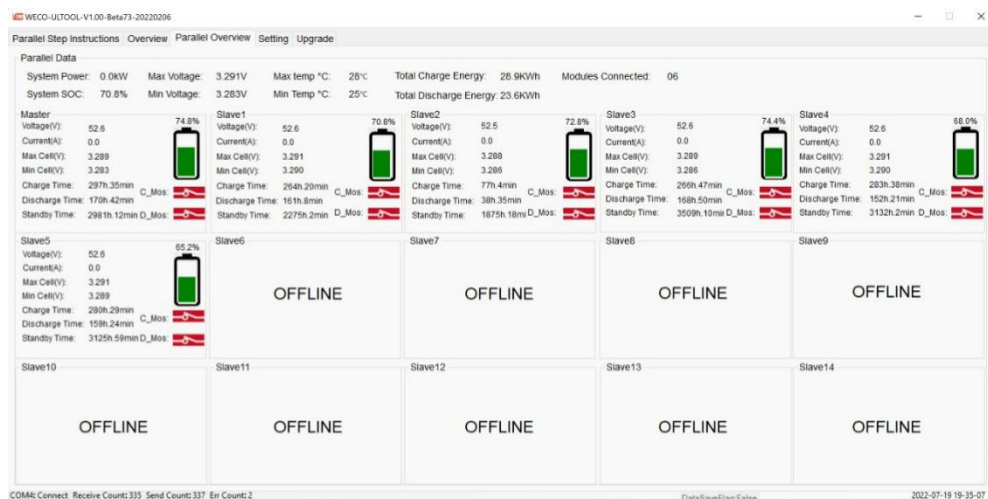 WECO-ULTOOL-V1.00-Beta73-20220206
Parallel Step Instructions Overview Parallel Overview Setting Upgrade
Parallel Data
System Power: 0.0kW Max Voltage: 3.291V Max temp °C: 28℃ Total Charge Energy: 28.9KWh Modules Connected: 06
System SOC: 70.8% Min Voltage: 3.283V Min Temp °C: 25℃ Total Discharge Energy: 23.6KWh
Master
74.8%
Voltage(V): 52.6
Current(A): 0.0
Max Cell(V): 3.289
Min Cell(V): 3.283
Charge Time: 297h.35min C_Mos:
Discharge Time: 170h.42min
Standby Time: 2981h.12min D_Mos:
Slave1
70.8%
Voltage(V): 52.6
Current(A): 0.0
Max Cell(V): 3.291
Min Cell(V): 3.290
Charge Time: 264h.20min C_Mos:
Discharge Time: 161h.8min
Standby Time: 2275h.2min D_Mos:
Slave2
72.8%
Voltage(V): 52.5
Current(A): 0.0
Max Cell(V): 3.288
Min Cell(V): 3.286
Charge Time: 77h.4min C_Mos:
Discharge Time: 38h.35min
Standby Time: 1875h.18mi D_Mos:
Slave3
74.4%
Voltage(V): 52.6
Current(A): 0.0
Max Cell(V): 3.289
Min Cell(V): 3.286
Charge Time: 266h.47min C_Mos:
Discharge Time: 168h.50min
Standby Time: 3509h.10mi D_Mos:
Slave4
68.0%
Voltage(V): 52.6
Current(A): 0.0
Max Cell(V): 3.291
Min Cell(V): 3.290
Charge Time: 283h.38min C_Mos:
Discharge Time: 152h.21min
Standby Time: 3132h.2min D_Mos:
Slave5
65.2%
Voltage(V): 52.6
Current(A): 0.0
Max Cell(V): 3.291
Min Cell(V): 3.289
Charge Time: 280h.29min C_Mos:
Discharge Time: 159h.24min
Standby Time: 3125h.59min D_Mos:
Slave6
OFFLINE
Slave7
OFFLINE
Slave8
OFFLINE
Slave9
OFFLINE
Slave10
OFFLINE
Slave11
OFFLINE
Slave12
OFFLINE
Slave13
OFFLINE
Slave14
OFFLINE
COM4: Connect Receive Count: 335 Send Count: 337 Err Count: 2 DataSaveFlag:False 2022-07-19 19-35-07